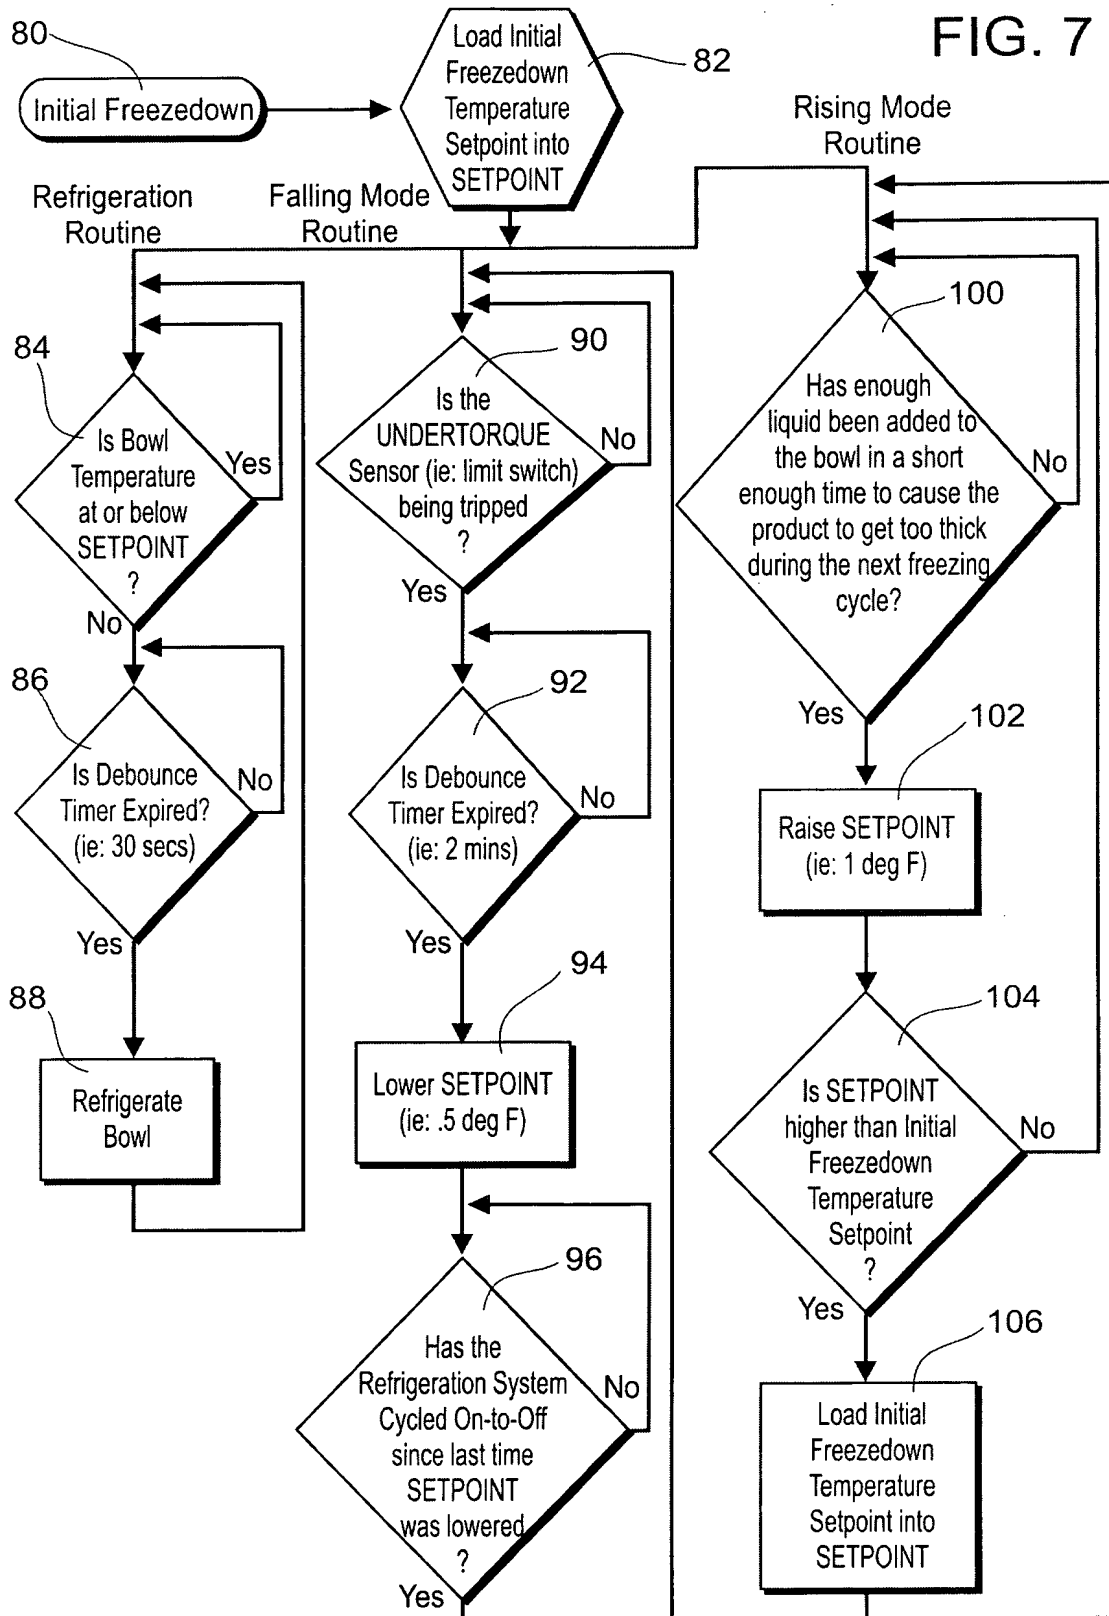 FIG. 7
80
Initial Freezedown
Load Initial
Freezedown
Temperature
Setpoint into
SETPOINT
82
Refrigeration
Routine
84
Is Bowl
Temperature
at or below
SETPOINT
?
Yes
No
86
Is Debounce
Timer Expired?
(ie: 30 secs)
No
Yes
88
Refrigerate
Bowl
Falling Mode
Routine
90
Is the
UNDERTORQUE
Sensor (ie: limit switch)
being tripped
?
No
Yes
92
Is Debounce
Timer Expired?
(ie: 2 mins)
No
Yes
94
Lower SETPOINT
(ie: .5 deg F)
96
Has the
Refrigeration System
Cycled On-to-Off
since last time
SETPOINT
was lowered
?
No
Yes
Rising Mode
Routine
100
Has enough
liquid been added to
the bowl in a short
enough time to cause the
product to get too thick
during the next freezing
cycle?
No
Yes
102
Raise SETPOINT
(ie: 1 deg F)
104
Is SETPOINT
higher than Initial
Freezedown
Temperature
Setpoint
?
No
Yes
106
Load Initial
Freezedown
Temperature
Setpoint into
SETPOINT